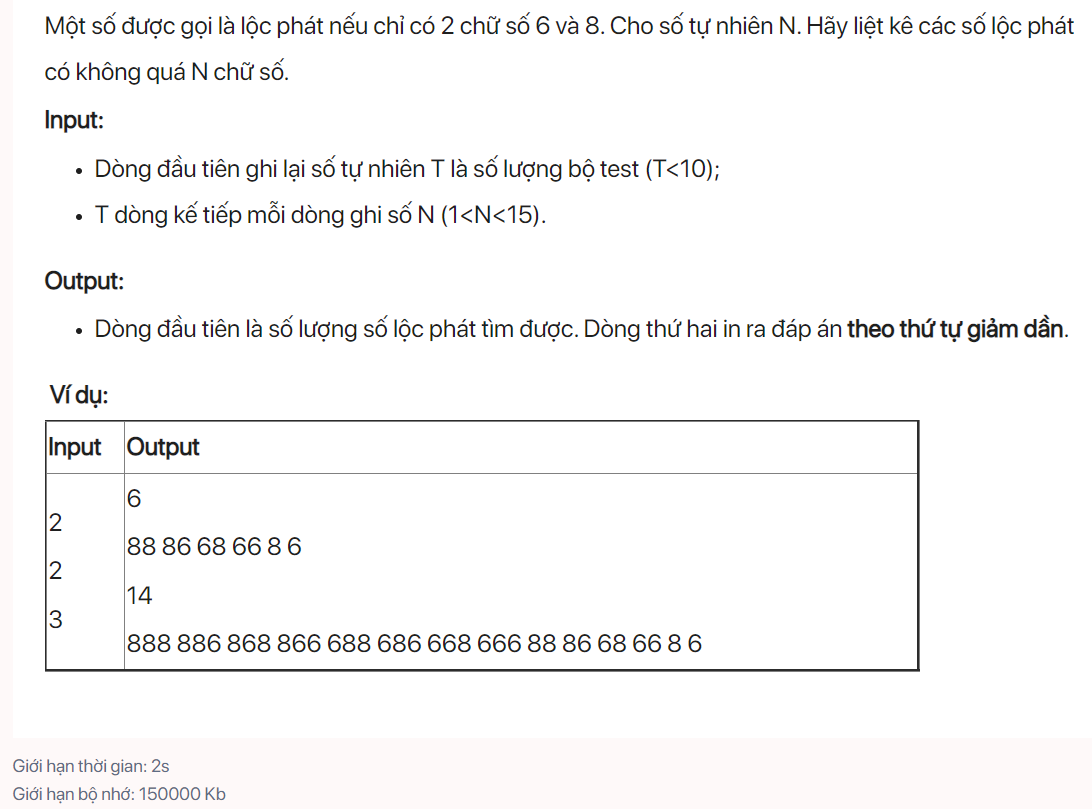 Một số được gọi là lộc phát nếu chỉ có 2 chữ số 6 và 8. Cho số tự nhiên N. Hãy liệt kê các số lộc phát
có không quá N chữ số.
Input:
• Dòng đầu tiên ghi lại số tự nhiên T là số lượng bộ test (T<10);
• T dòng kế tiếp mỗi dòng ghi số N (1<N<15).
Output:
• Dòng đầu tiên là số lượng số lộc phát tìm được. Dòng thứ hai in ra đáp án theo thứ tự giảm dần.
Ví dụ:
Input Output
2
2
3
6
88 86 68 66 8 6
14
888 886 868 866 688 686 668 666 88 86 68 66 8 6
Giới hạn thời gian: 2s
Giới hạn bộ nhớ: 150000 Kb